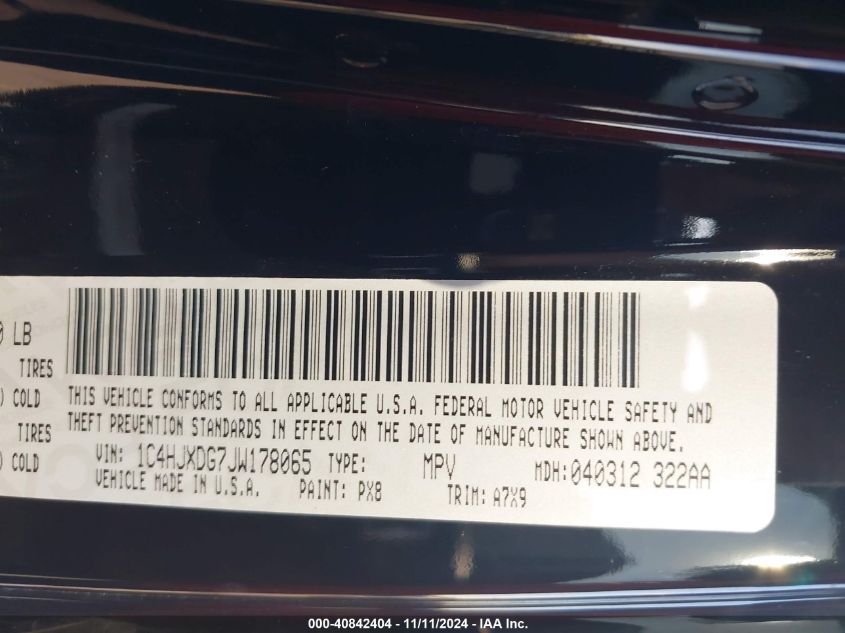 0 LB
TIRES
) COLD
TIRES
) COLD
THIS VEHICLE CONFORMS TO ALL APPLICABLE U.S.A. FEDERAL MOTOR VEHICLE SAFETY AND
THEFT PREVENTION STANDARDS IN EFFECT ON THE DATE OF MANUFACTURE SHOWN ABOVE.
VIN: 1C4HJXDG7JW178065 TYPE: MPV MDH:040312 322AA
VEHICLE MADE IN U.S.A. PAINT: PX8 TRIM: A7X9
000-40842404 - 11/11/2024 - IAA Inc.